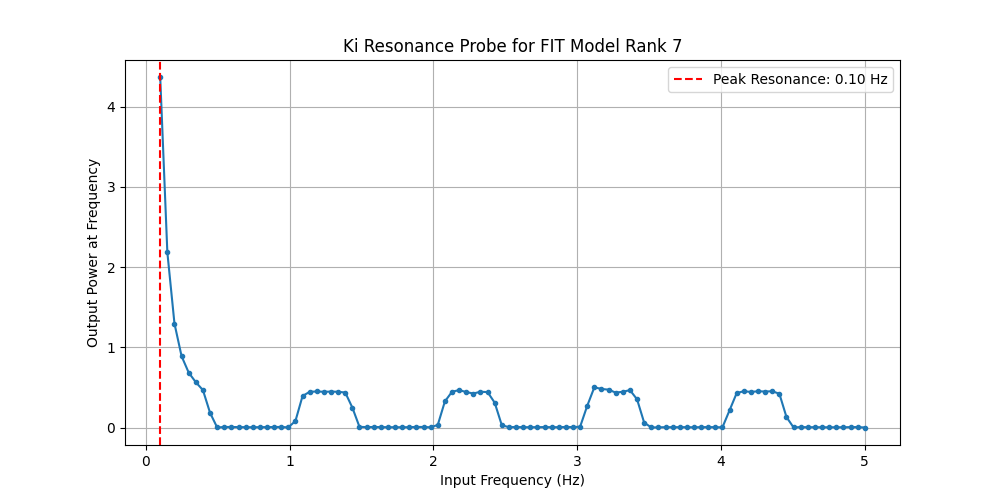 Ki Resonance Probe for FIT Model Rank 7
Peak Resonance: 0.10 Hz
Output Power at Frequency
4
3
2
1
0
0 1 2 3 4 5
Input Frequency (Hz)